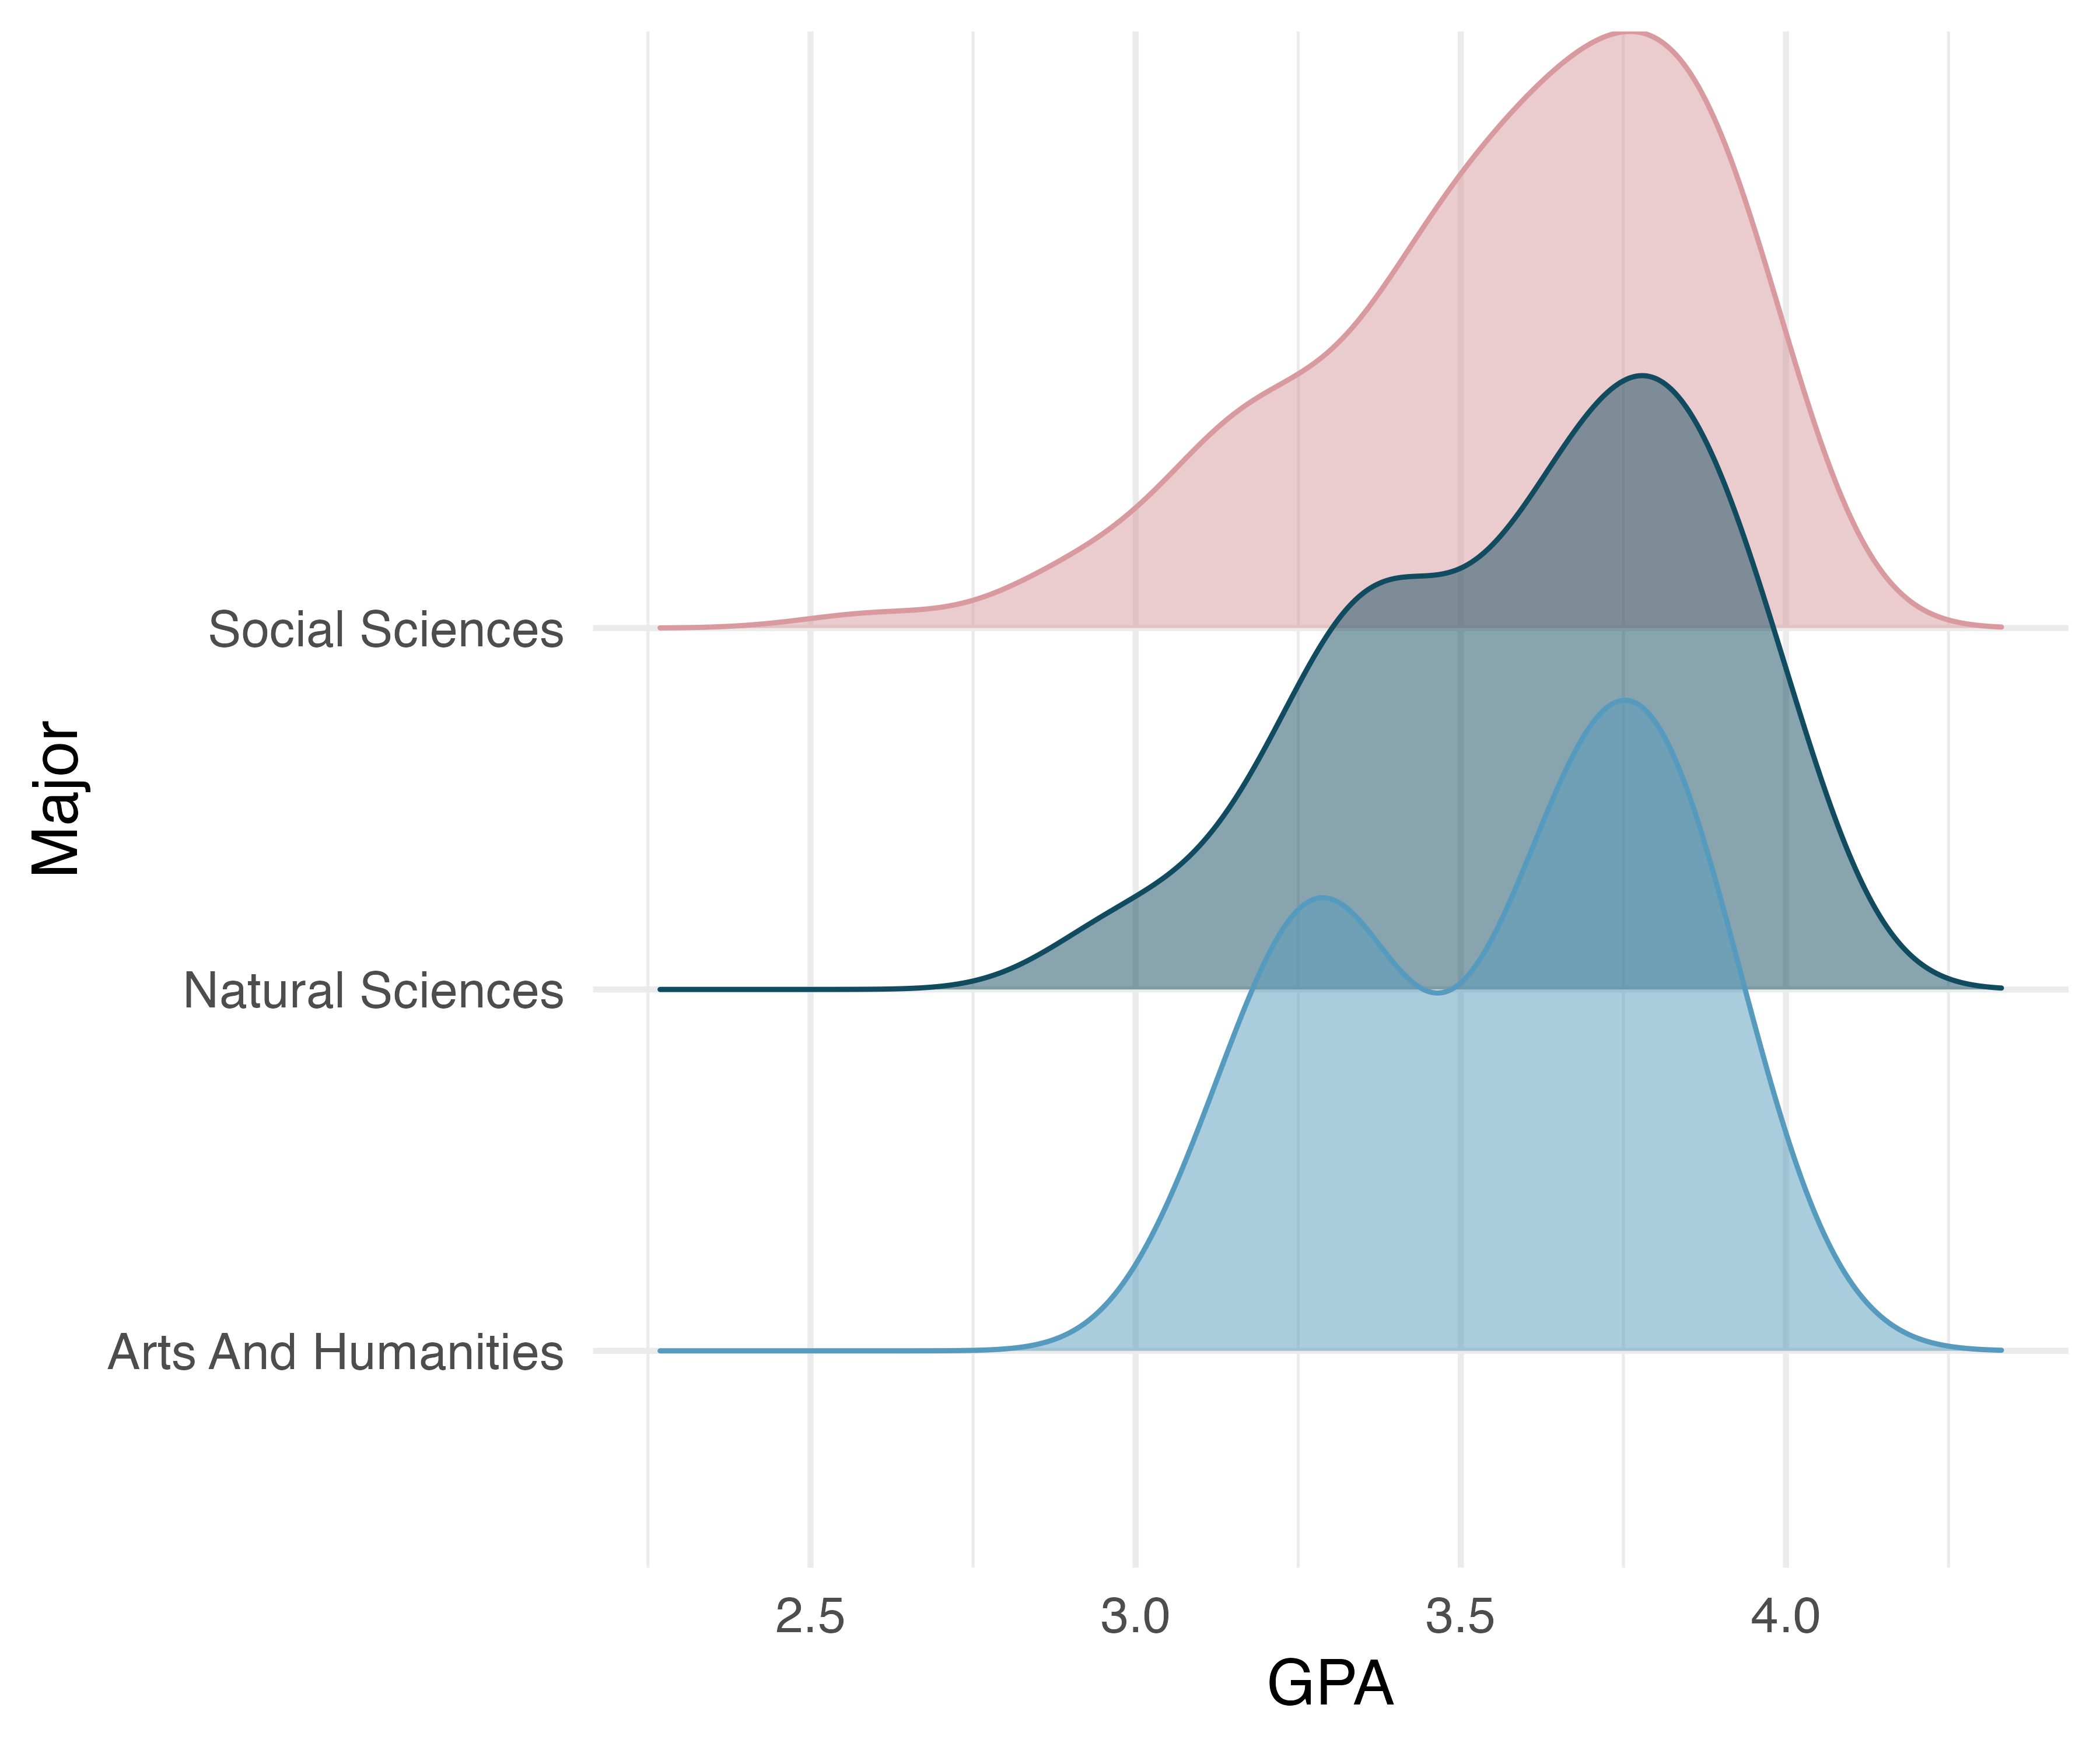 Social Sciences
Natural Sciences
Arts And Humanities
Major
2.5 3.0 3.5 4.0
GPA